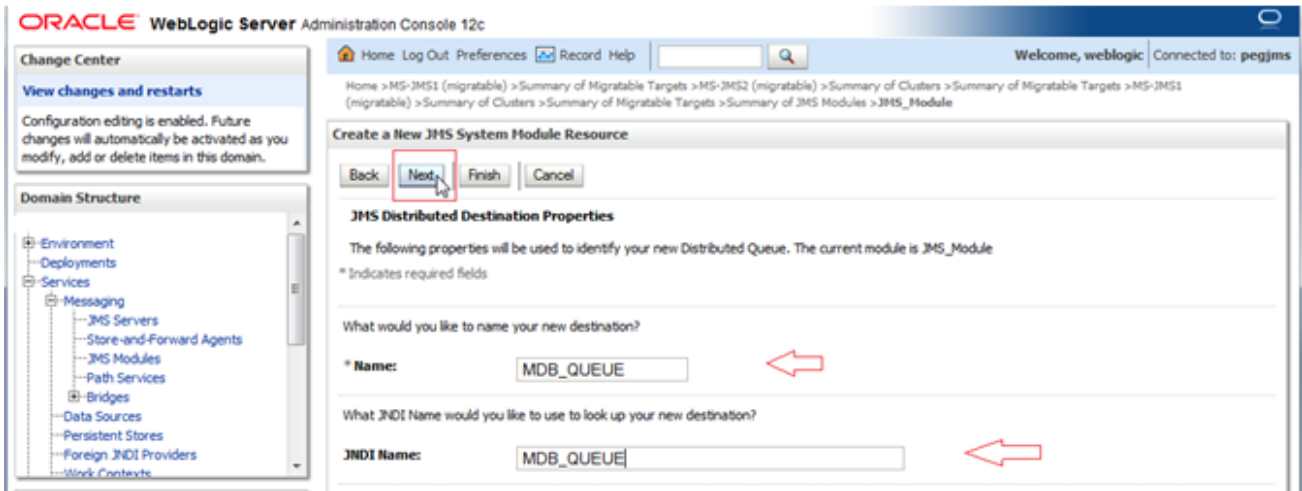 ORACLE WebLogic Server Administration Console 12c
Change Center
View changes and restarts
Configuration editing is enabled. Future
changes will automatically be activated as you
modify, add or delete items in this domain.
Domain Structure
Environment
Deployments
Services
Messaging
JMS Servers
Store-and-Forward Agents
JMS Modules
Path Services
Bridges
Data Sources
Persistent Stores
Foreign JNDI Providers
Work Contexts
Home Log Out Preferences Record Help
Welcome, weblogic Connected to: pegjms
Home >MS-JMS1 (migratable) >Summary of Migratable Targets >MS-JMS2 (migratable) >Summary of Clusters >Summary of Migratable Targets >MS-JMS1
(migratable) >Summary of Clusters >Summary of Migratable Targets >Summary of JMS Modules >JMS_Module
Create a New JMS System Module Resource
Back Next Finish Cancel
JMS Distributed Destination Properties
The following properties will be used to identify your new Distributed Queue. The current module is JMS_Module
* Indicates required fields
What would you like to name your new destination?
* Name: MDB_QUEUE
What JNDI Name would you like to use to look up your new destination?
JNDI Name: MDB_QUEUE